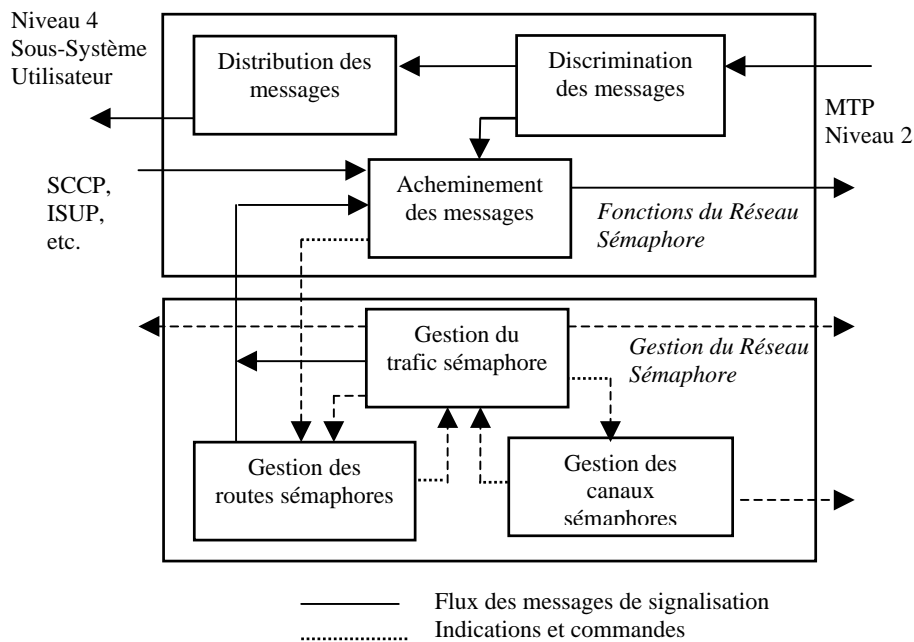 Niveau 4
Sous-Système
Utilisateur
Distribution des
messages
Discrimination
des messages
MTP
Niveau 2
SCCP,
ISUP,
etc.
Acheminement
des messages
Fonctions du Réseau
Sémaphore
Gestion du
trafic sémaphore
Gestion du Réseau
Sémaphore
Gestion des
routes sémaphores
Gestion des
canaux
sémaphores
Flux des messages de signalisation
Indications et commandes